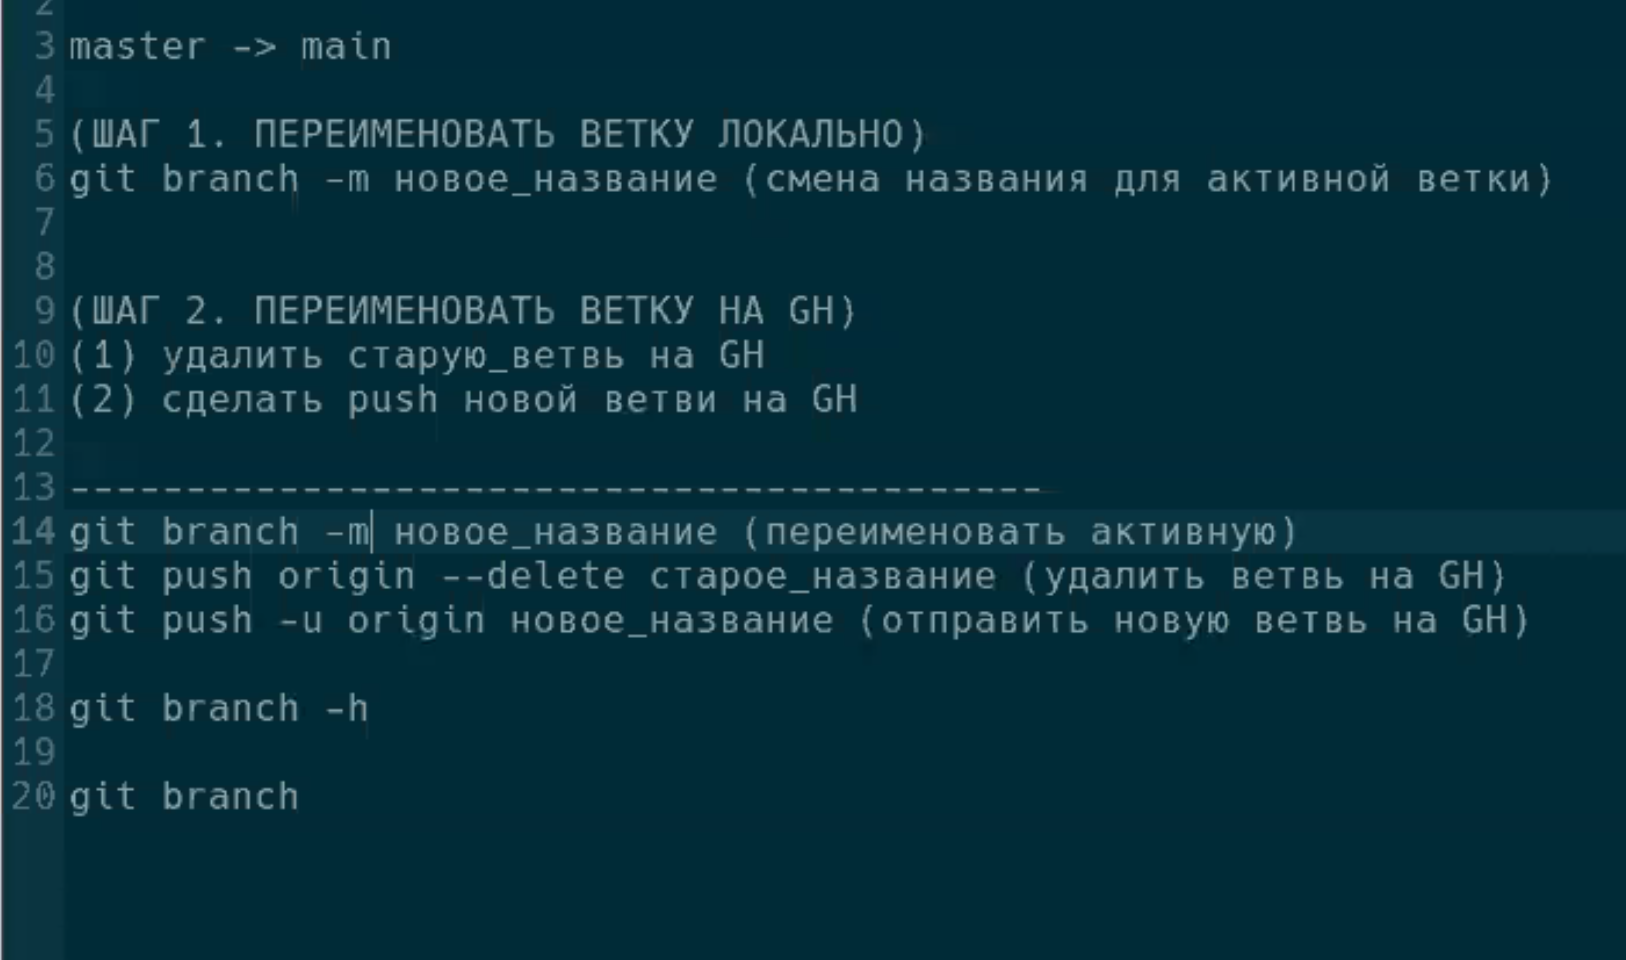 2
3 master -> main
4
5 (ШАГ 1. ПЕРЕИМЕНОВАТЬ ВЕТКУ ЛОКАЛЬНО)
6 git branch -m новое_название (смена названия для активной ветки)
7
8
9 (ШАГ 2. ПЕРЕИМЕНОВАТЬ ВЕТКУ НА GH)
10 (1) удалить старую_ветвь на GH
11 (2) сделать push новой ветви на GH
12
13 ------------------------------------------
14 git branch -m новое_название (переименовать активную)
15 git push origin --delete старое_название (удалить ветвь на GH)
16 git push -u origin новое_название (отправить новую ветвь на GH)
17
18 git branch -h
19
20 git branch